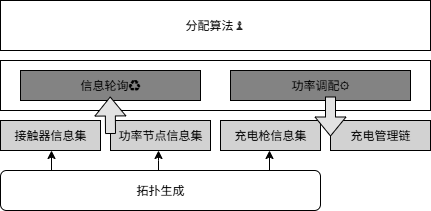 分配算法♟
信息轮询♻
功率调配⚙
接触器信息集
功率节点信息集
充电枪信息集
充电管理链
拓扑生成